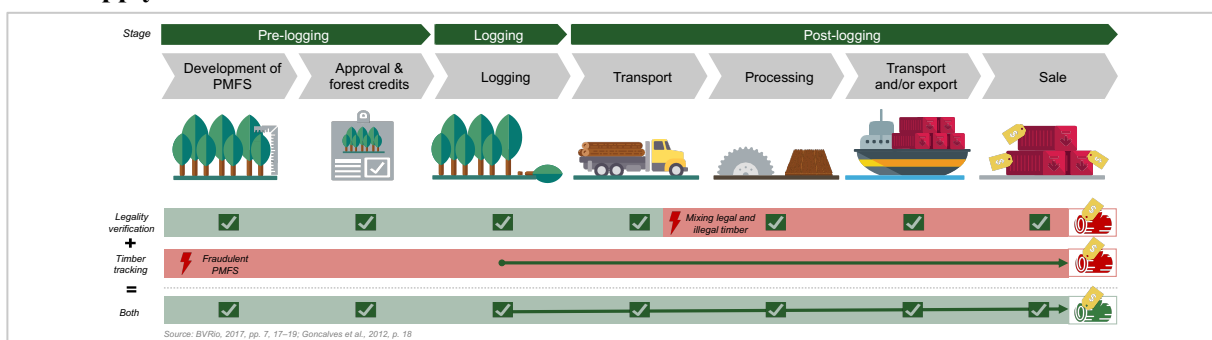 Stage
Pre-logging
Logging
Post-logging
Development of
PMFS
Approval &
forest credits
Logging
Transport
Processing
Transport
and/or export
Sale
Legality
verification
Mixing legal and
illegal timber
+
Timber
tracking
Fraudulent
PMFS
=
Both
Source: BVRio, 2017, pp. 7, 17–19; Goncalves et al., 2012, p. 18